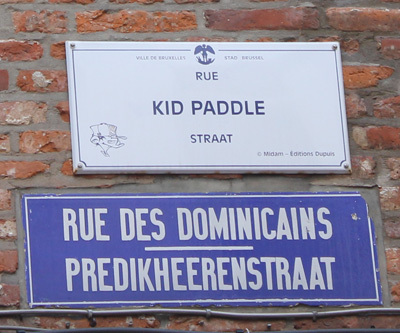 VILLE DE BRUXELLES STAD BRUSSEL
RUE
KID PADDLE
STRAAT
© Midam – Éditions Dupuis
RUE DES DOMINICAINS
PREDIKHEERENSTRAAT